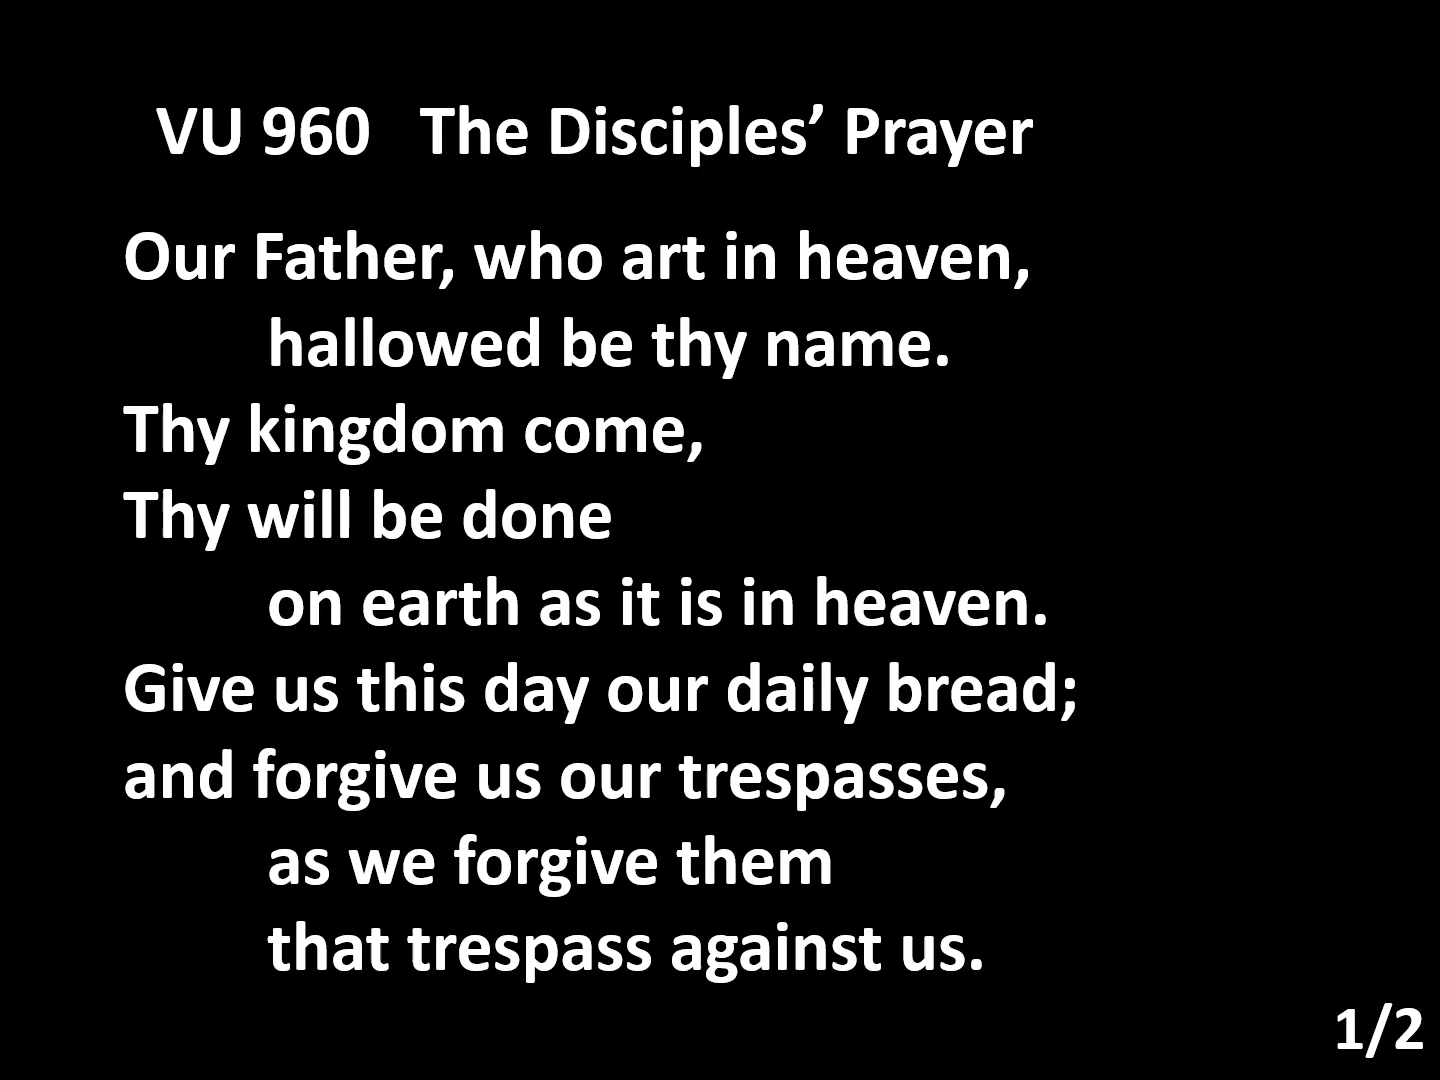 VU 960 The Disciples’ Prayer
Our Father, who art in heaven,
hallowed be thy name.
Thy kingdom come,
Thy will be done
on earth as it is in heaven.
Give us this day our daily bread;
and forgive us our trespasses,
as we forgive them
that trespass against us.
1/2